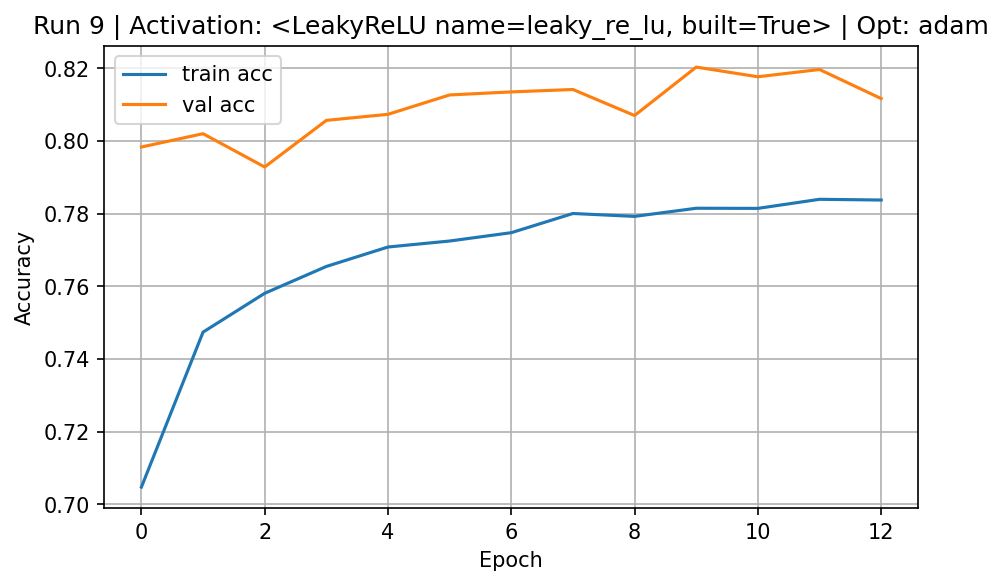 Run 9 | Activation: <LeakyReLU name=leaky_re_lu, built=True> | Opt: adam
train acc
val acc
0.82
0.80
0.78
0.76
0.74
0.72
0.70
Accuracy
0 2 4 6 8 10 12
Epoch